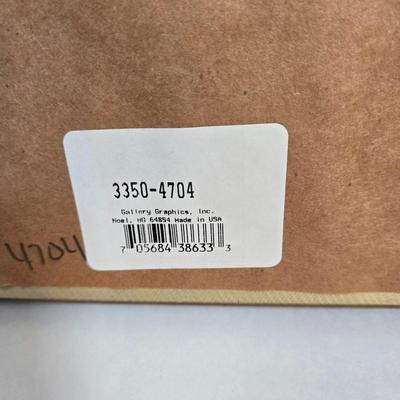 3350-4704
Gallery Graphics, Inc.
Noel, MO 64854 Made in USA
7 05684 38633 3
4704